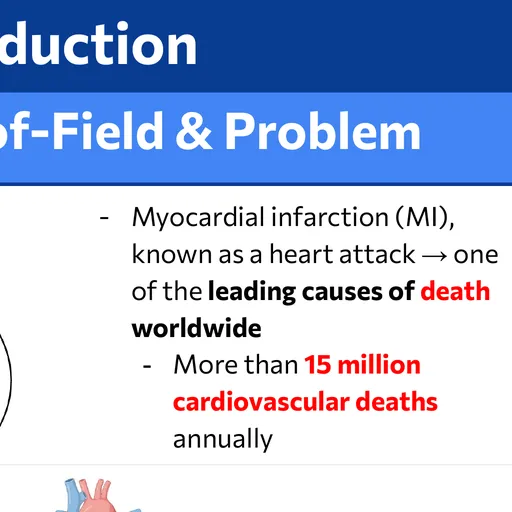 duction
of-Field & Problem
- Myocardial infarction (MI),
known as a heart attack → one
of the leading causes of death
worldwide
- More than 15 million
cardiovascular deaths
annually